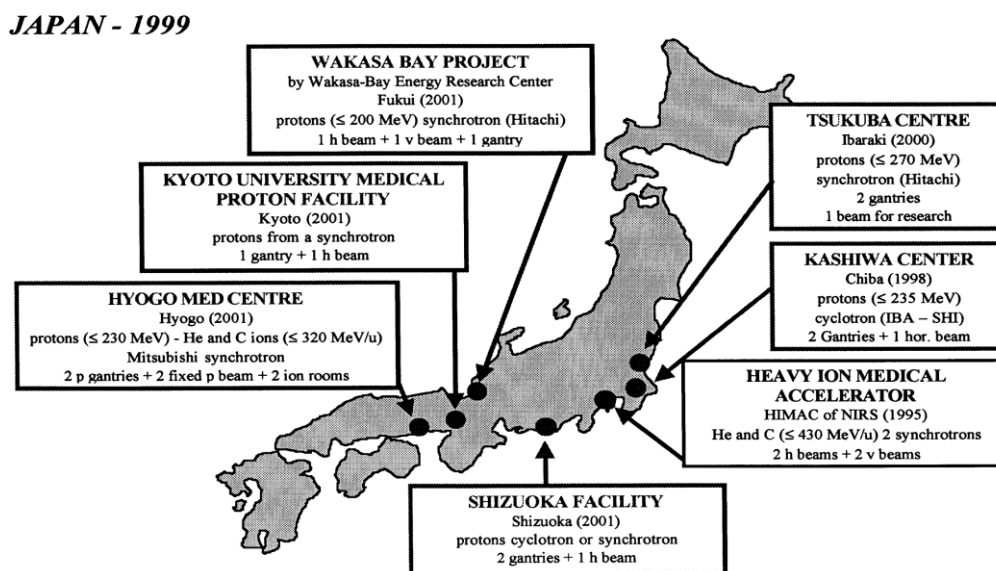 JAPAN - 1999
WAKASA BAY PROJECT
by Wakasa-Bay Energy Research Center
Fukui (2001)
protons (≤ 200 MeV) synchrotron (Hitachi)
1 h beam + 1 v beam + 1 gantry
KYOTO UNIVERSITY MEDICAL
PROTON FACILITY
Kyoto (2001)
protons from a synchrotron
1 gantry + 1 h beam
HYOGO MED CENTRE
Hyogo (2001)
protons (≤ 230 MeV) - He and C ions (≤ 320 MeV/u)
Mitsubishi synchrotron
2 p gantries + 2 fixed p beam + 2 ion rooms
TSUKUBA CENTRE
Ibaraki (2000)
protons (≤ 270 MeV)
synchrotron (Hitachi)
2 gantries
1 beam for research
KASHIWA CENTER
Chiba (1998)
protons (≤ 235 MeV)
cyclotron (IBA – SHI)
2 Gantries + 1 hor. beam
HEAVY ION MEDICAL
ACCELERATOR
HIMAC of NIRS (1995)
He and C (≤ 430 MeV/u) 2 synchrotrons
2 h beams + 2 v beams
SHIZUOKA FACILITY
Shizuoka (2001)
protons cyclotron or synchrotron
2 gantries + 1 h beam